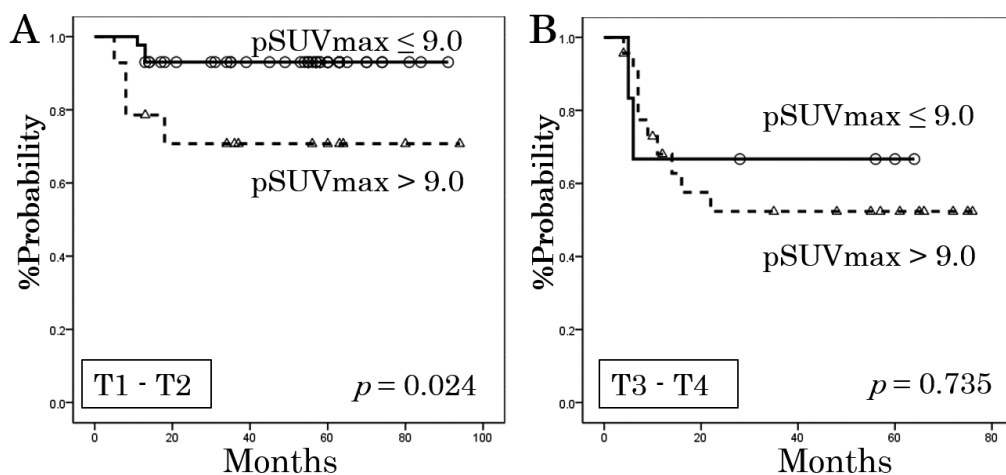 A
%Probability
1.0
0.8
0.6
0.4
0.2
0.0
pSUVmax ≤ 9.0
pSUVmax > 9.0
T1 - T2
p = 0.024
0 20 40 60 80 100
Months
B
%Probability
1.0
0.8
0.6
0.4
0.2
0.0
pSUVmax ≤ 9.0
pSUVmax > 9.0
T3 - T4
p = 0.735
0 20 40 60 80
Months